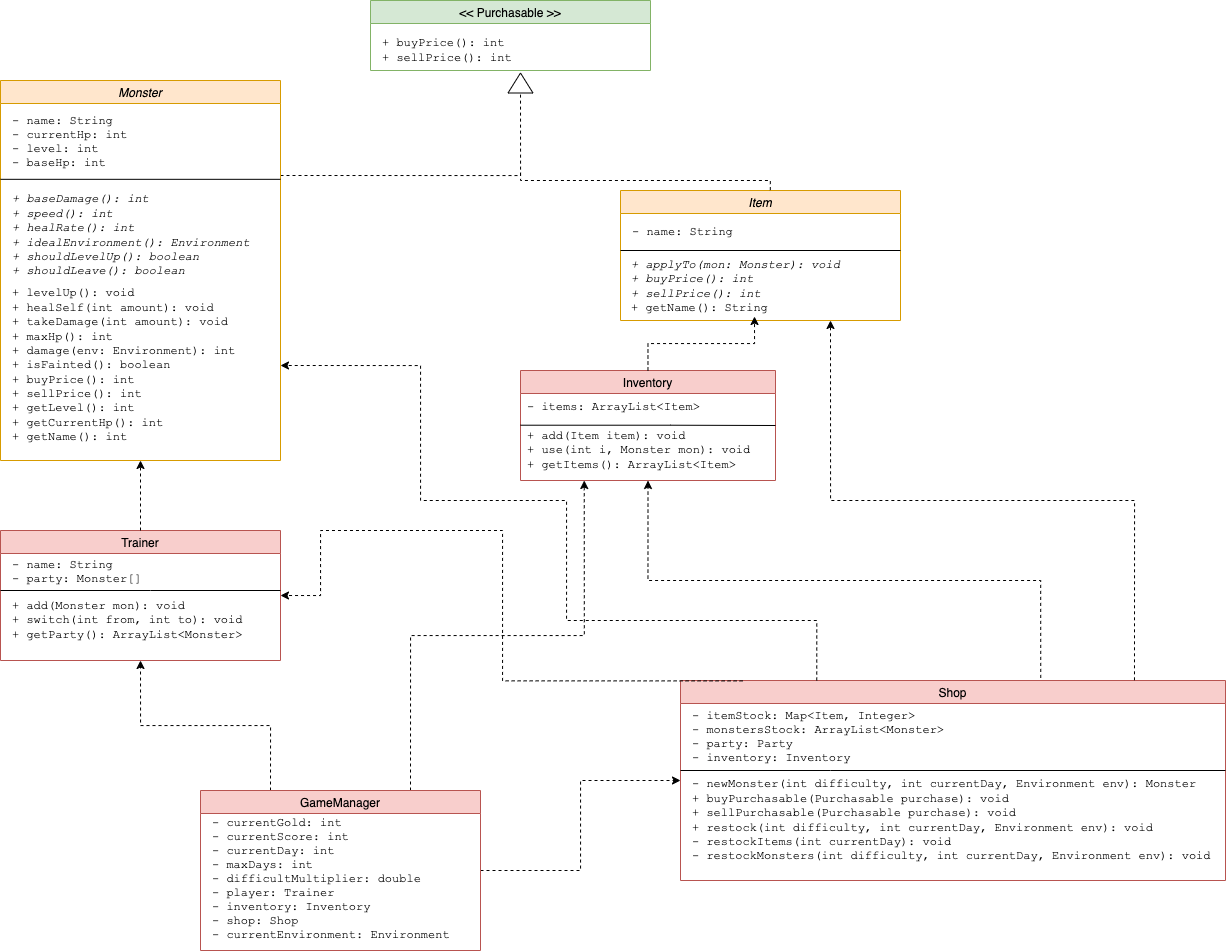 << Purchasable >>
+ buyPrice(): int
+ sellPrice(): int
Monster
- name: String
- currentHp: int
- level: int
- baseHp: int
+ baseDamage(): int
+ speed(): int
+ healRate(): int
+ idealEnvironment(): Environment
+ shouldLevelUp(): boolean
+ shouldLeave(): boolean
+ levelUp(): void
+ healSelf(int amount): void
+ takeDamage(int amount): void
+ maxHp(): int
+ damage(env: Environment): int
+ isFainted(): boolean
+ buyPrice(): int
+ sellPrice(): int
+ getLevel(): int
+ getCurrentHp(): int
+ getName(): int
Item
- name: String
+ applyTo(mon: Monster): void
+ buyPrice(): int
+ sellPrice(): int
+ getName(): String
Inventory
- items: ArrayList<Item>
+ add(Item item): void
+ use(int i, Monster mon): void
+ getItems(): ArrayList<Item>
Trainer
- name: String
- party: Monster[]
+ add(Monster mon): void
+ switch(int from, int to): void
+ getParty(): ArrayList<Monster>
Shop
- itemStock: Map<Item, Integer>
- monstersStock: ArrayList<Monster>
- party: Party
- inventory: Inventory
- newMonster(int difficulty, int currentDay, Environment env): Monster
+ buyPurchasable(Purchasable purchase): void
+ sellPurchasable(Purchasable purchase): void
+ restock(int difficulty, int currentDay, Environment env): void
- restockItems(int currentDay): void
- restockMonsters(int difficulty, int currentDay, Environment env): void
GameManager
- currentGold: int
- currentScore: int
- currentDay: int
- maxDays: int
- difficultMultiplier: double
- player: Trainer
- inventory: Inventory
- shop: Shop
- currentEnvironment: Environment